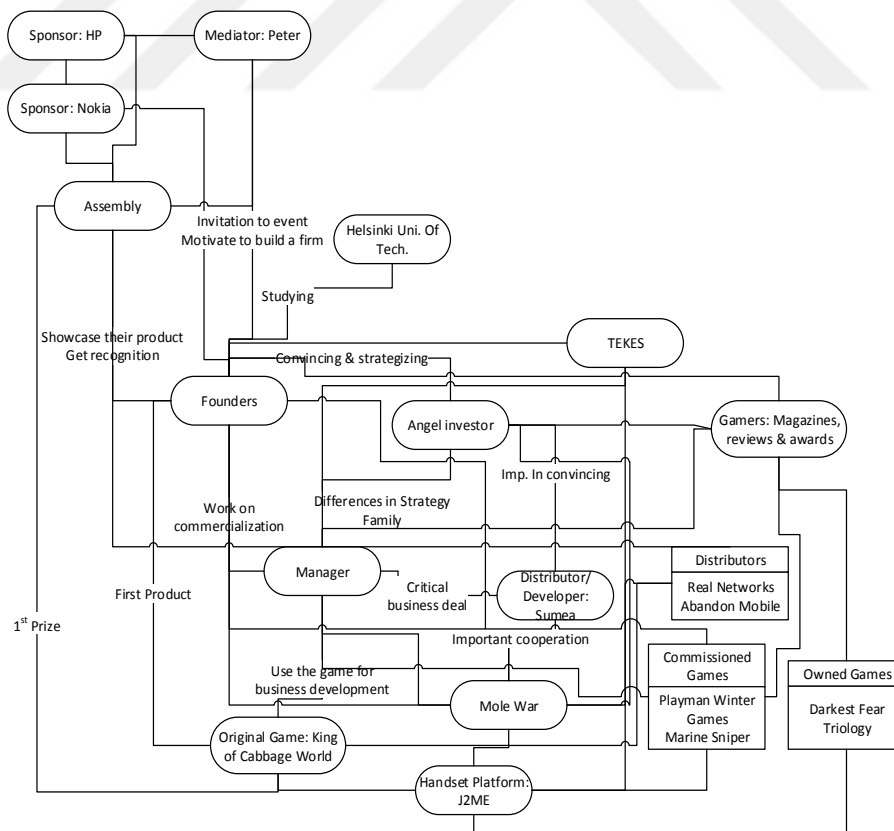 Sponsor: HP
Mediator: Peter
Sponsor: Nokia
Assembly
Invitation to event
Motivate to build a firm
Helsinki Uni. Of
Tech.
Studying
Showcase their product
Get recognition
TEKES
Convincing & strategizing
Founders
Angel investor
Gamers: Magazines,
reviews & awards
Imp. In convincing
Work on
commercialization
Differences in Strategy
Family
Manager
Critical
business deal
Distributor/
Developer:
Sumea
Distributors
Real Networks
Abandon Mobile
First Product
1st Prize
Important cooperation
Commissioned
Games
Playman Winter
Games
Marine Sniper
Owned Games
Darkest Fear
Triology
Use the game for
business development
Mole War
Original Game: King
of Cabbage World
Handset Platform:
J2ME